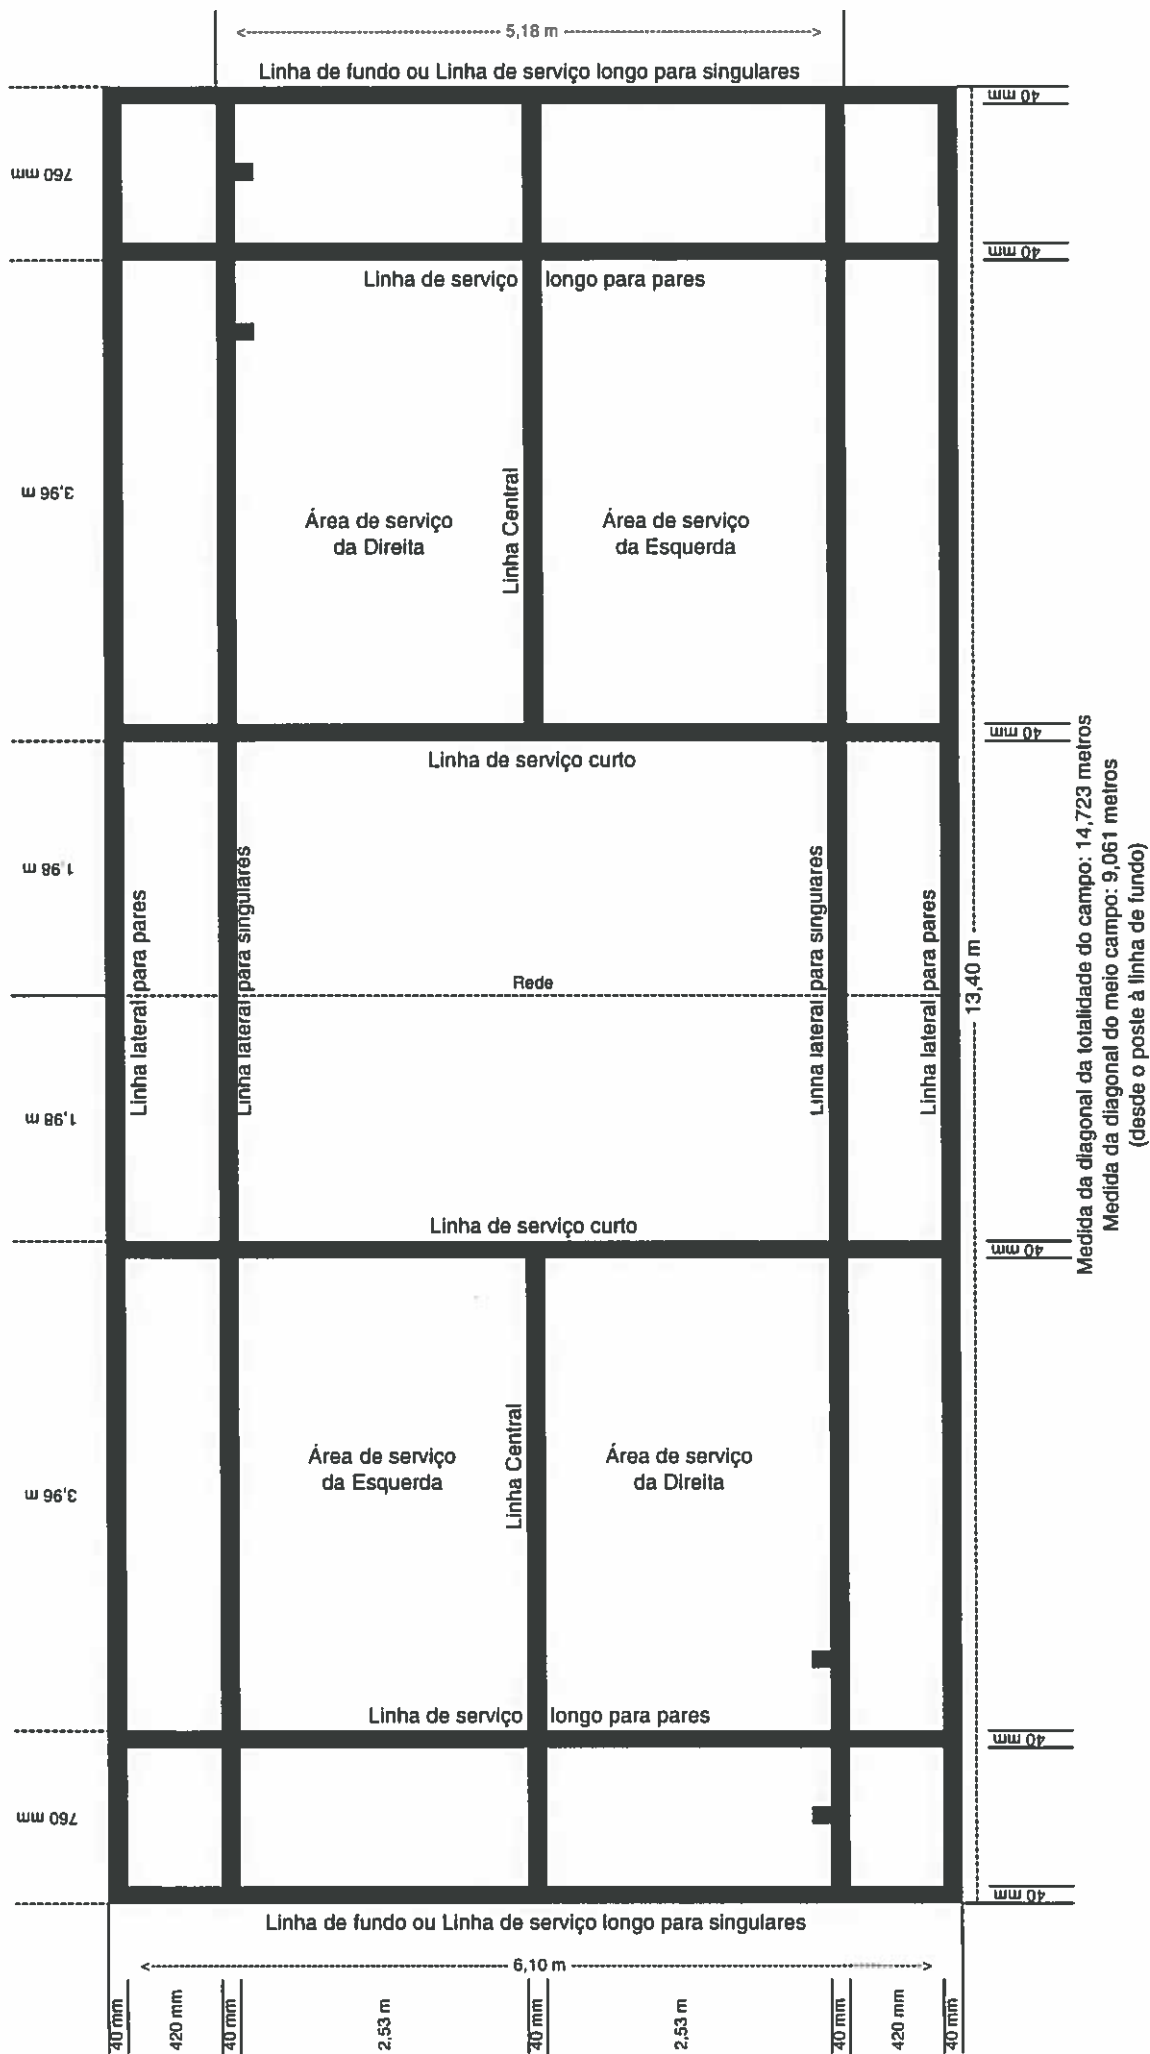 5,18 m
Linha de fundo ou Linha de serviço longo para singulares
40 mm
760 mm
40 mm
Linha de serviço longo para pares
3,96 m
Área de serviço
da Direita
Linha Central
Área de serviço
da Esquerda
40 mm
Linha de serviço curto
1,98 m
Linha lateral para pares
Linha lateral para singulares
Linha lateral para singulares
Linha lateral para pares
Rede
13,40 m
Medida da diagonal da totalidade do campo: 14,723 metros
Medida da diagonal do meio campo: 9,061 metros
(desde o poste à linha de fundo)
1,98 m
Linha de serviço curto
40 mm
3,96 m
Área de serviço
da Esquerda
Linha Central
Área de serviço
da Direita
Linha de serviço longo para pares
40 mm
760 mm
40 mm
Linha de fundo ou Linha de serviço longo para singulares
6,10 m
40 mm
420 mm
40 mm
2,53 m
40 mm
2,53 m
40 mm
420 mm
40 mm